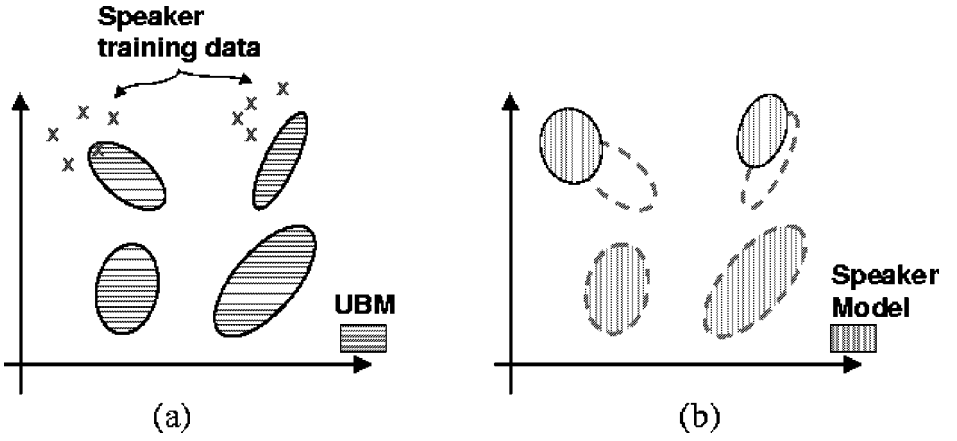 Speaker
training data
UBM
(a)
Speaker
Model
(b)